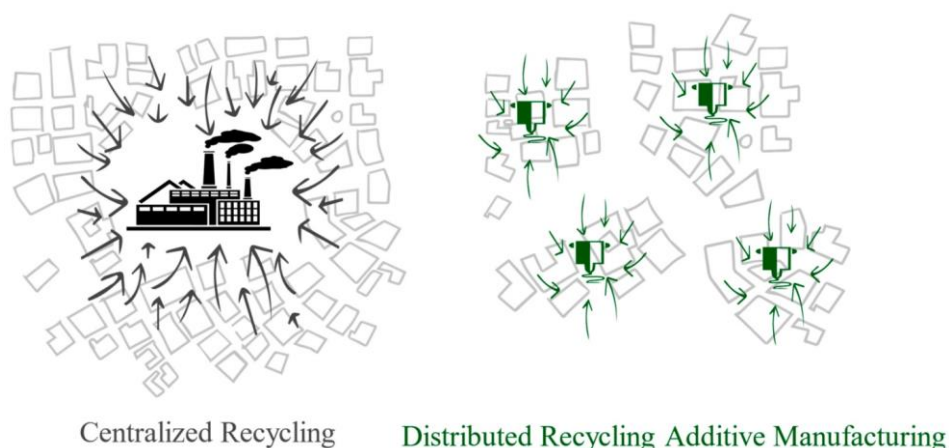 Centralized Recycling
Distributed Recycling Additive Manufacturing